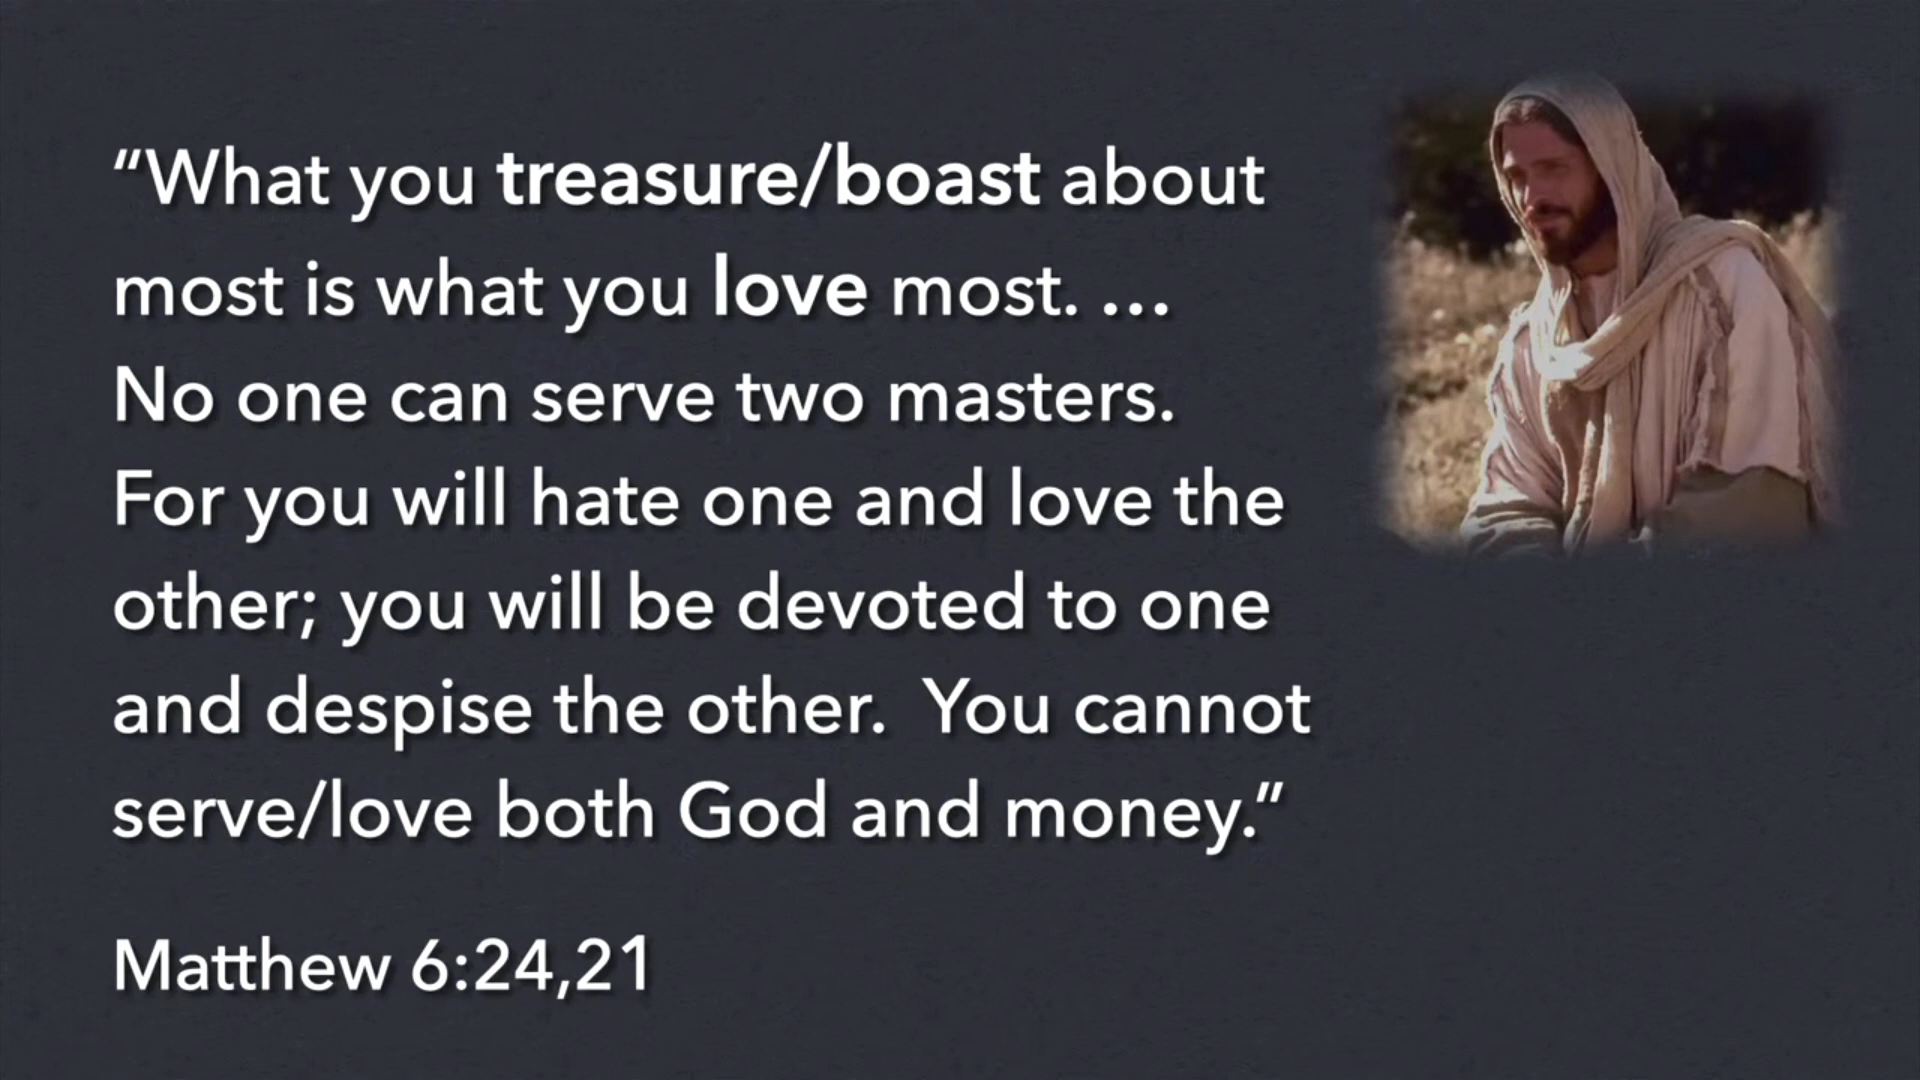 “What you treasure/boast about
most is what you love most. ...
No one can serve two masters.
For you will hate one and love the
other; you will be devoted to one
and despise the other.  You cannot
serve/love both God and money.”
Matthew 6:24,21